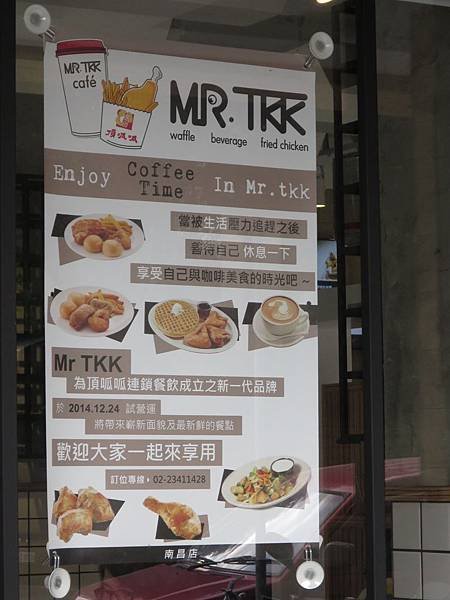 MR.TKK
café
頂呱呱
MR.TKK
waffle beverage fried chicken
Enjoy Coffee Time In Mr.tkk
當被生活壓力追趕之後
善待自己 休息一下
享受自己與咖啡美食的時光吧 ~
Mr TKK
為頂呱呱連鎖餐飲成立之新一代品牌
於 2014.12.24 試營運
將帶來嶄新面貌及最新鮮的餐點
歡迎大家一起來享用
訂位專線， 02-23411428
南昌店